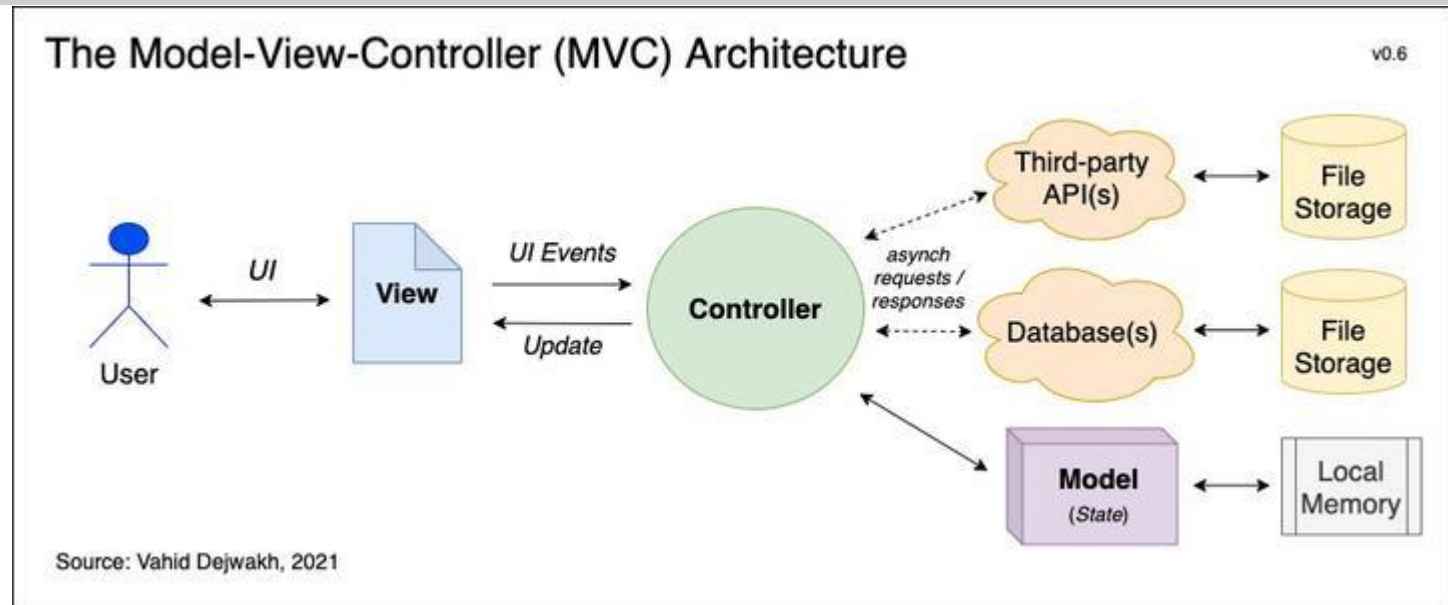 The Model-View-Controller (MVC) Architecture
v0.6
User
UI
View
UI Events
Update
Controller
asynch
requests /
responses
Third-party
API(s)
File
Storage
Database(s)
File
Storage
Model
(State)
Local
Memory
Source: Vahid Dejwakh, 2021